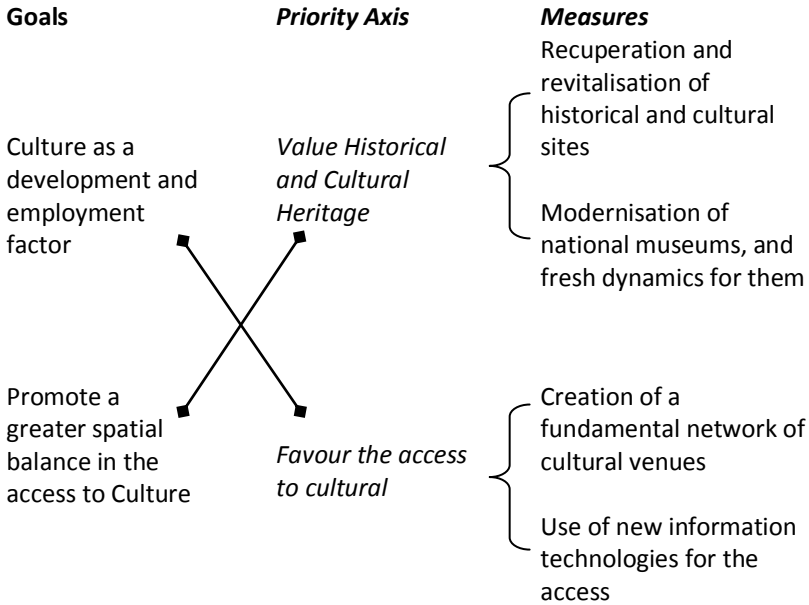 Goals
Priority Axis
Measures
Culture as a
development and
employment
factor
Value Historical
and Cultural
Heritage
Recuperation and
revitalisation of
historical and cultural
sites
Modernisation of
national museums, and
fresh dynamics for them
Promote a
greater spatial
balance in the
access to Culture
Favour the access
to cultural
Creation of a
fundamental network of
cultural venues
Use of new information
technologies for the
access